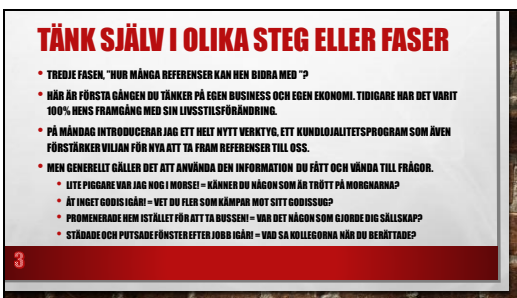 TÄNK SJÄLV I OLIKA STEG ELLER FASER
• TREDJE FASEN, "HUR MÅNGA REFERENSER KAN HEN BIDRA MED "?
• HÄR ÄR FÖRSTA GÅNGEN DU TÄNKER PÅ EGEN BUSINESS OCH EGEN EKONOMI. TIDIGARE HAR DET VARIT
100% HENS FRAMGÅNG MED SIN LIVSSTILSFÖRÄNDRING.
• PÅ MÅNDAG INTRODUCERAR JAG ETT HELT NYTT VERKTYG, ETT KUNDLOJALITETSPROGRAM SOM ÄVEN
FÖRSTÄRKER VILJAN FÖR NYA ATT TA FRAM REFERENSER TILL OSS.
• MEN GENERELLT GÄLLER DET ATT ANVÄNDA DEN INFORMATION DU FÅTT OCH VÄNDA TILL FRÅGOR.
• LITE PIGGARE VAR JAG NOG I MORSE! = KÄNNER DU NÅGON SOM ÄR TRÖTT PÅ MORGNARNA?
• ÅT INGET GODIS IGÅR! = VET DU FLER SOM KÄMPAR MOT SITT GODISSUG?
• PROMENERADE HEM ISTÄLLET FÖR ATT TA BUSSEN! = VAR DET NÅGON SOM GJORDE DIG SÄLLSKAP?
• STÄDADE OCH PUTSADE FÖNSTER EFTER JOBB IGÅR! = VAD SA KOLLEGORNA NÄR DU BERÄTTADE?
3